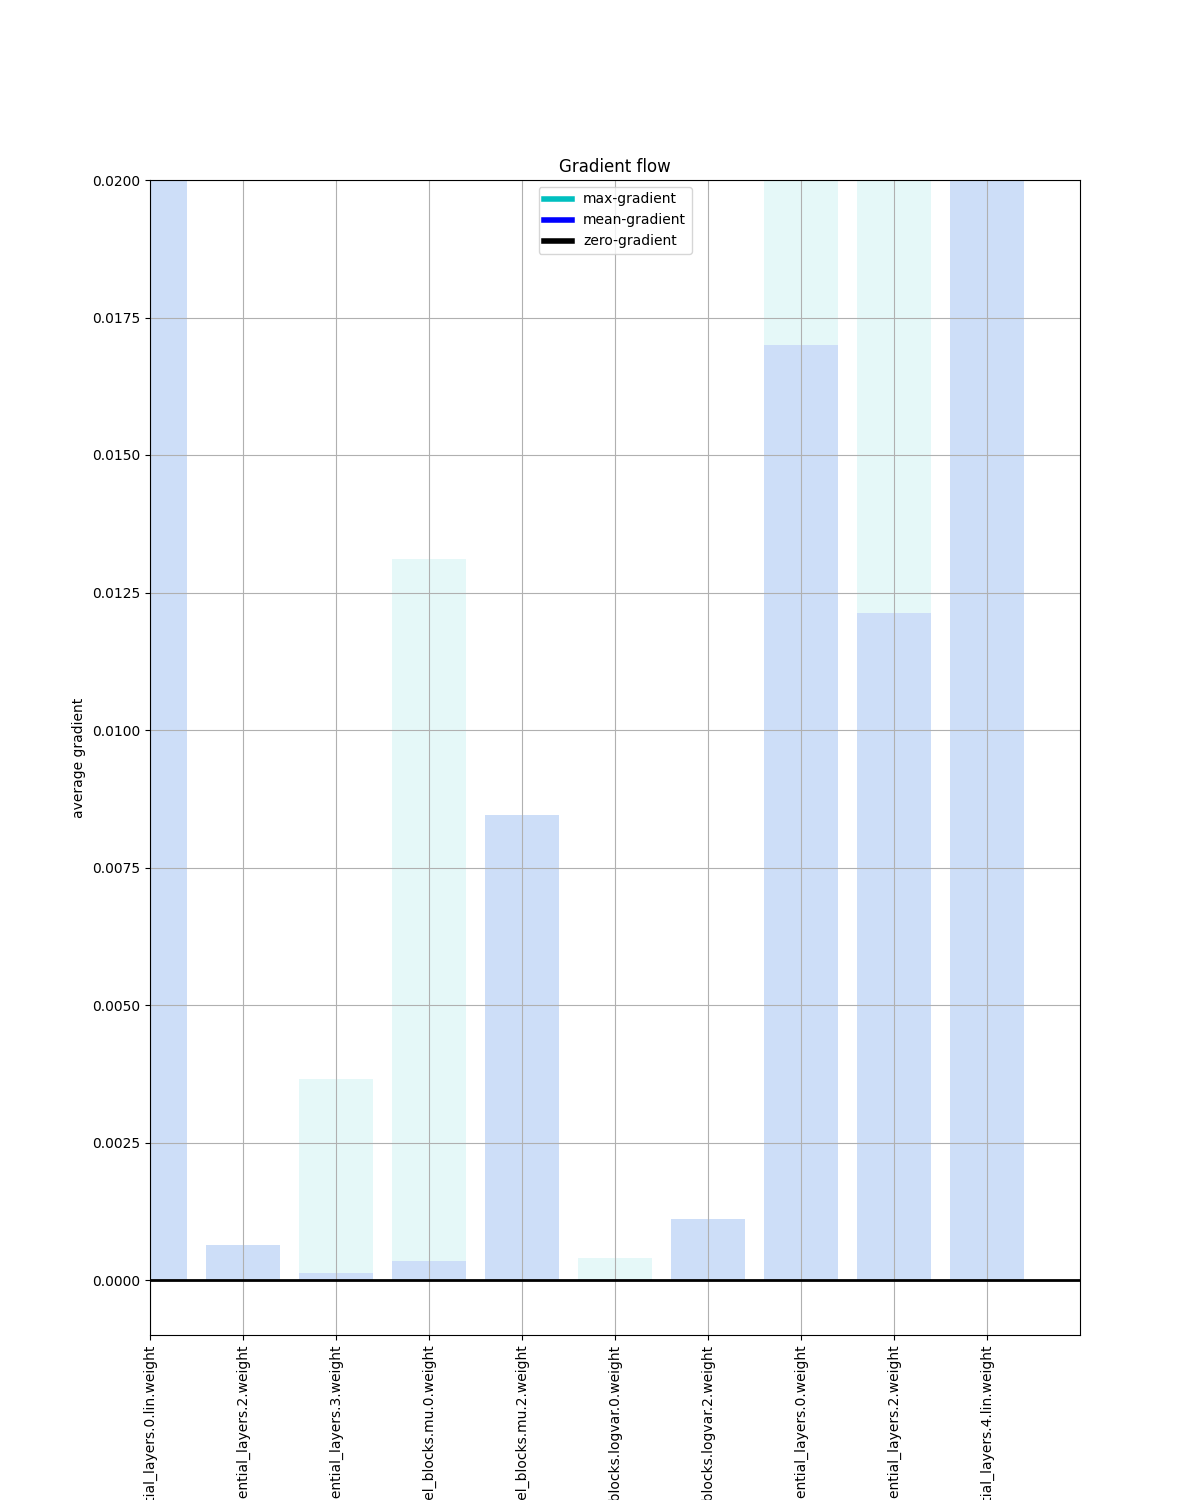 Gradient flow
max-gradient
mean-gradient
zero-gradient
0.0200
0.0175
0.0150
0.0125
0.0100
0.0075
0.0050
0.0025
0.0000
average gradient
tial_layers.0.lin.weight
ential_layers.2.weight
ential_layers.3.weight
el_blocks.mu.0.weight
el_blocks.mu.2.weight
blocks.logvar.0.weight
blocks.logvar.2.weight
ential_layers.0.weight
ential_layers.2.weight
tial_layers.4.lin.weight